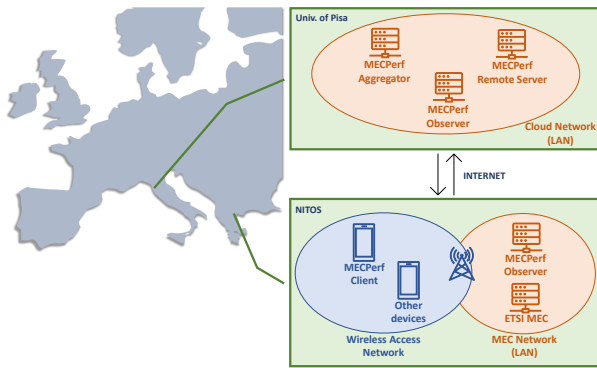 Univ. of Pisa
MECPerf
Aggregator
MECPerf
Remote Server
MECPerf
Observer
Cloud Network
(LAN)
INTERNET
NITOS
MECPerf
Client
Other
devices
Wireless Access
Network
MECPerf
Observer
ETSI MEC
MEC Network
(LAN)